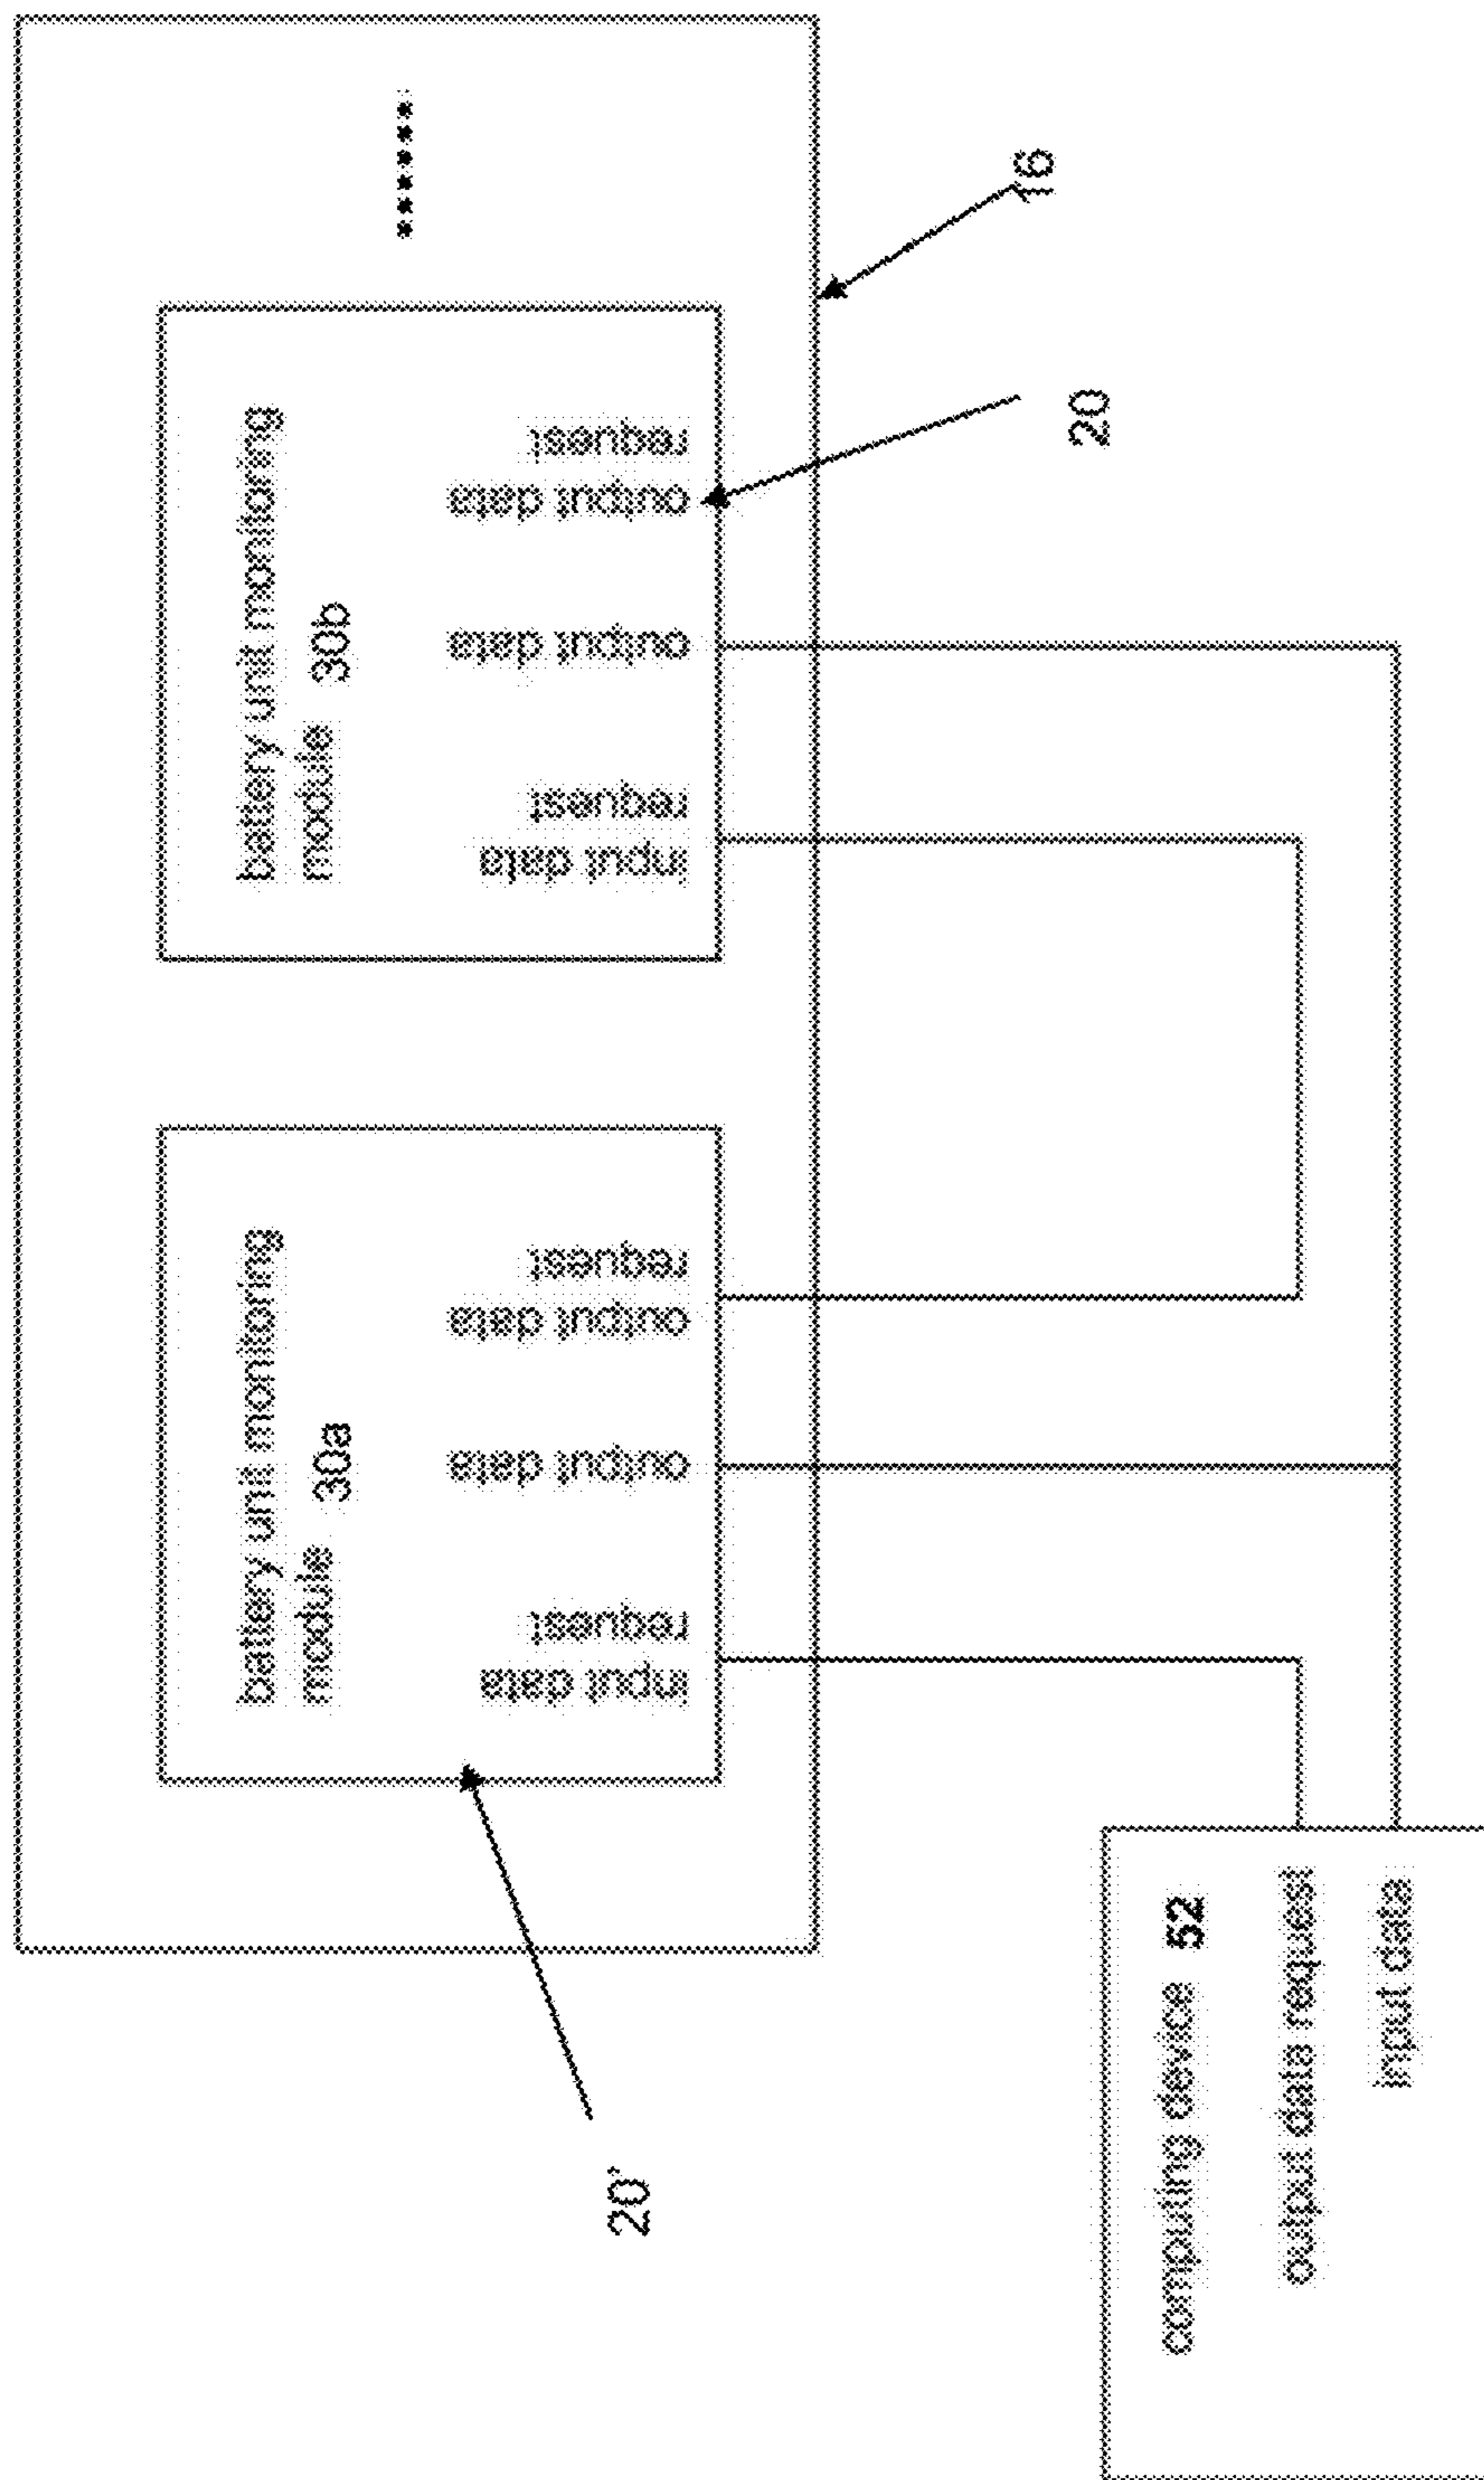 battery unit monitoring
module 30a
input data
request
output data
output data
request
battery unit monitoring
module 30b
input data
request
output data
output data
request
16
20
20'
computing device 52
output data request
input data